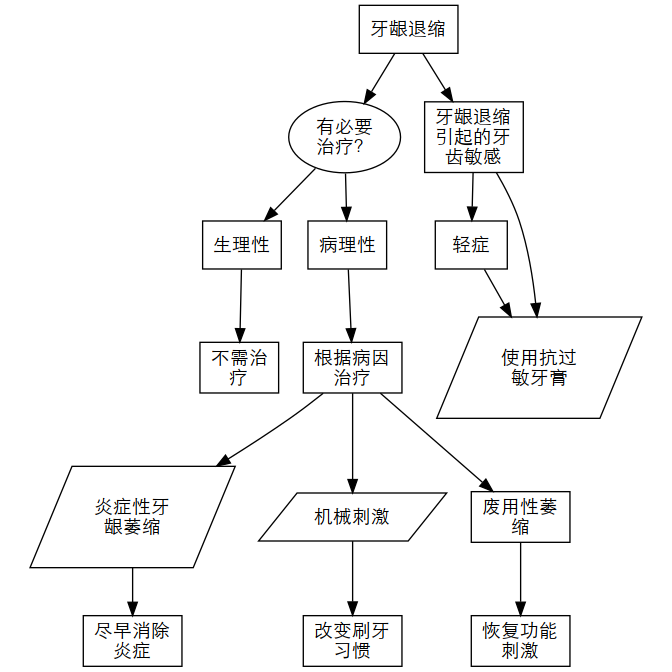 牙龈退缩
有必要
治疗?
牙龈退缩
引起的牙
齿敏感
生理性
病理性
轻症
不需治
疗
根据病因
治疗
使用抗过
敏牙膏
炎症性牙
龈萎缩
机械刺激
废用性萎
缩
尽早消除
炎症
改变刷牙
习惯
恢复功能
刺激